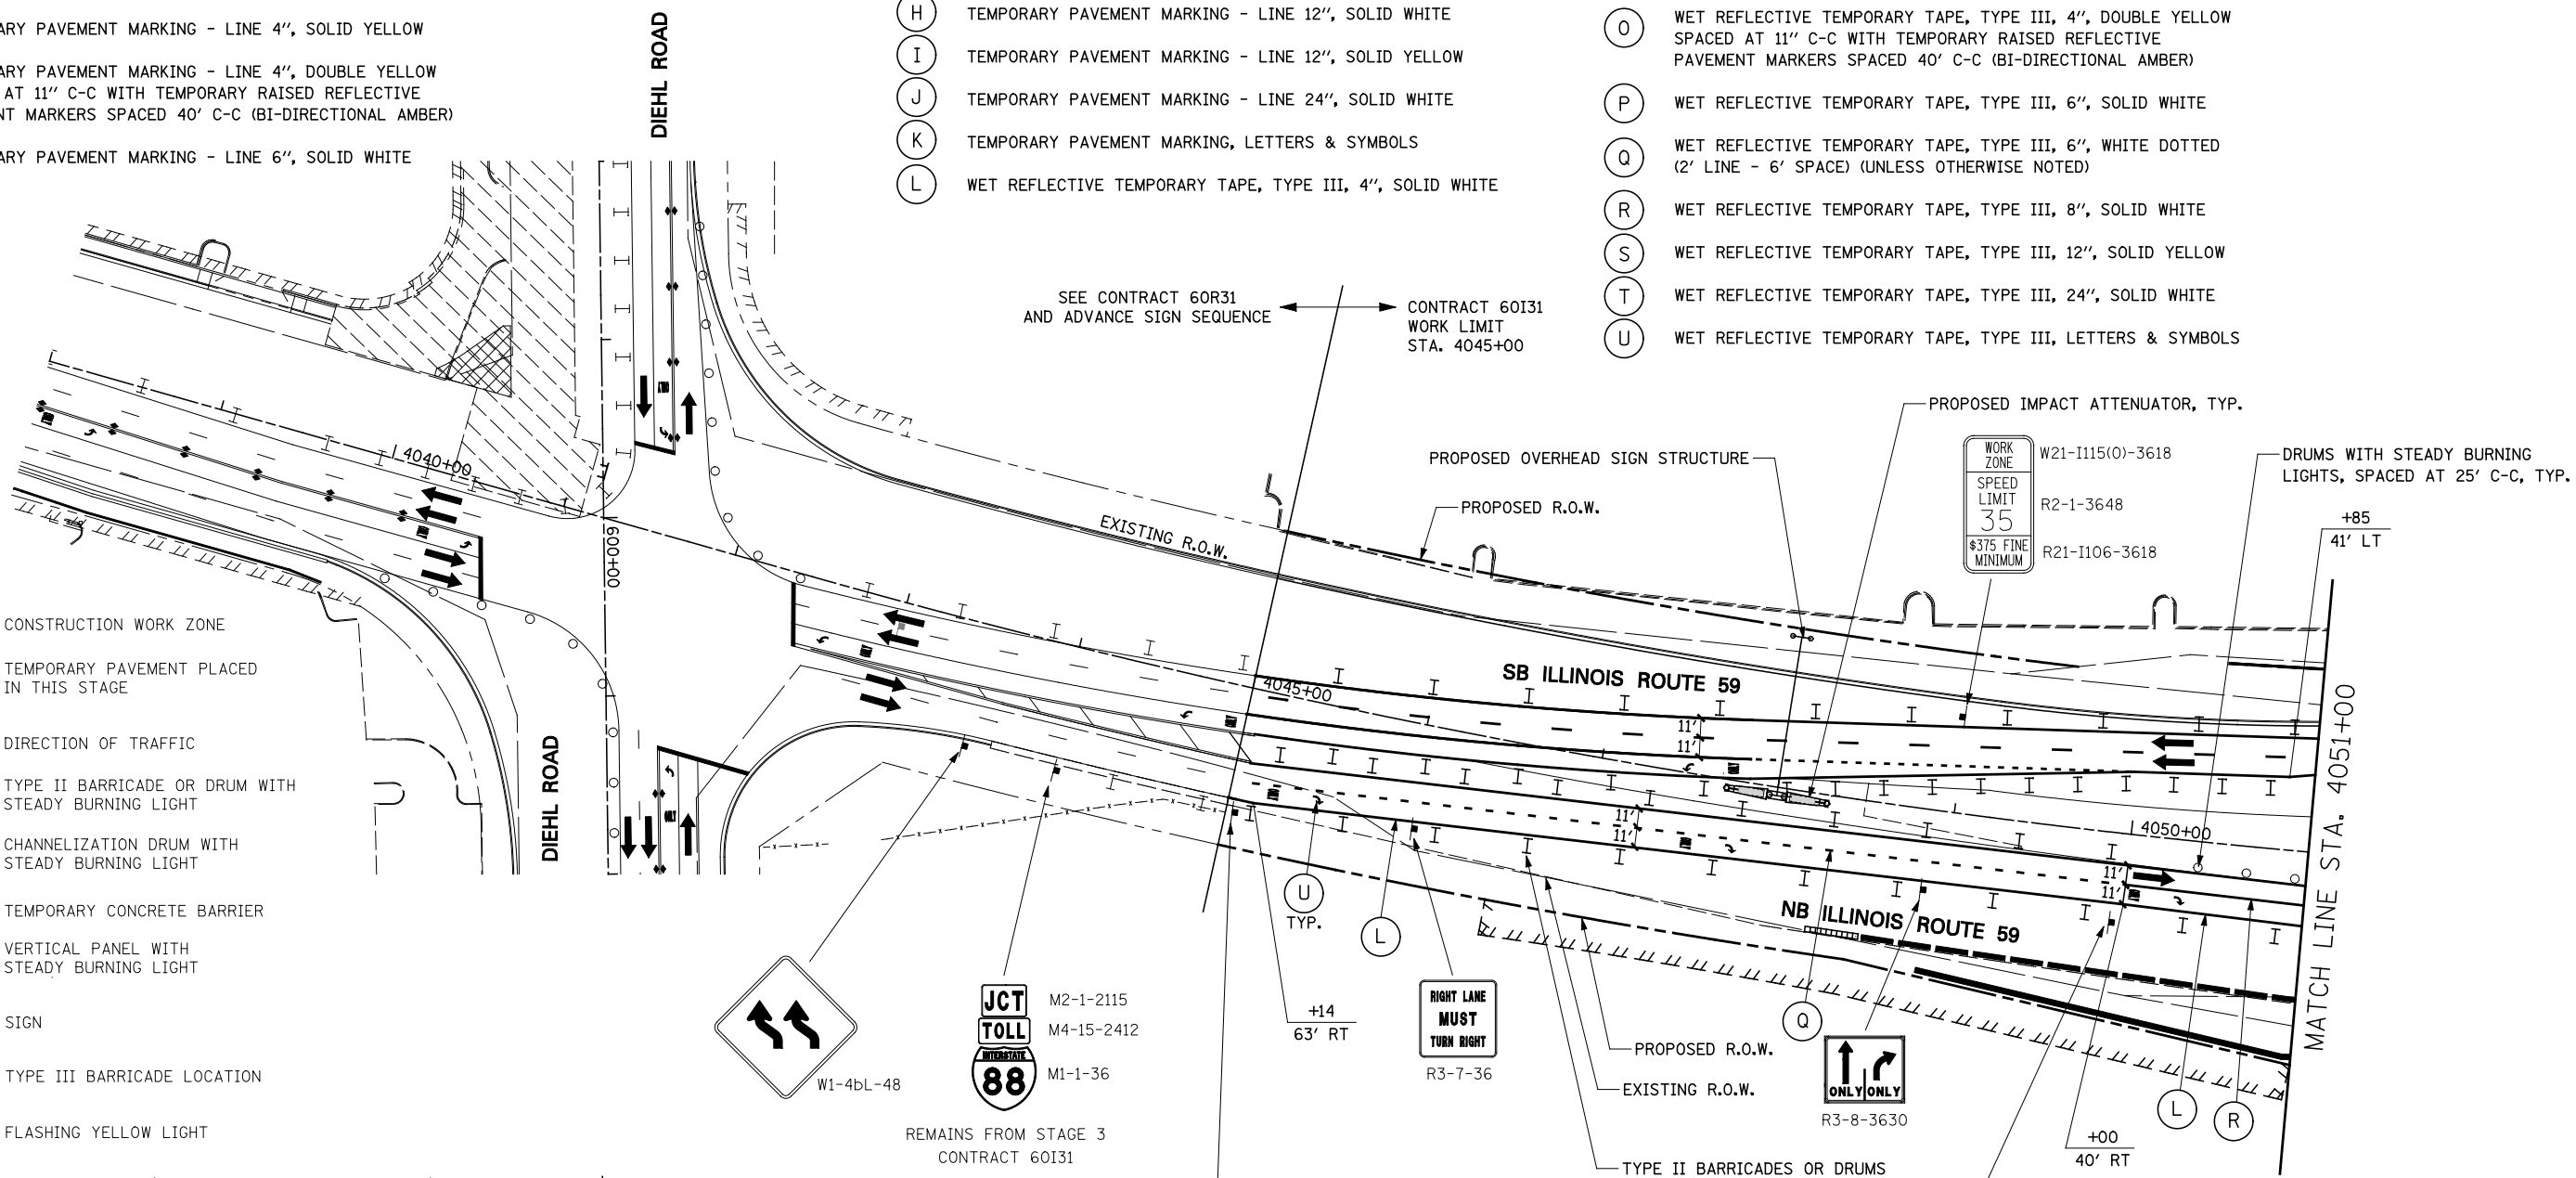 ARY PAVEMENT MARKING - LINE 4", SOLID YELLOW
ARY PAVEMENT MARKING - LINE 4", DOUBLE YELLOW
AT 11" C-C WITH TEMPORARY RAISED REFLECTIVE
NT MARKERS SPACED 40' C-C (BI-DIRECTIONAL AMBER)
ARY PAVEMENT MARKING - LINE 6", SOLID WHITE
DIEHL ROAD
H TEMPORARY PAVEMENT MARKING - LINE 12", SOLID WHITE
I TEMPORARY PAVEMENT MARKING - LINE 12", SOLID YELLOW
J TEMPORARY PAVEMENT MARKING - LINE 24", SOLID WHITE
K TEMPORARY PAVEMENT MARKING, LETTERS & SYMBOLS
L WET REFLECTIVE TEMPORARY TAPE, TYPE III, 4", SOLID WHITE
O WET REFLECTIVE TEMPORARY TAPE, TYPE III, 4", DOUBLE YELLOW
SPACED AT 11" C-C WITH TEMPORARY RAISED REFLECTIVE
PAVEMENT MARKERS SPACED 40' C-C (BI-DIRECTIONAL AMBER)
P WET REFLECTIVE TEMPORARY TAPE, TYPE III, 6", SOLID WHITE
Q WET REFLECTIVE TEMPORARY TAPE, TYPE III, 6", WHITE DOTTED
(2' LINE - 6' SPACE) (UNLESS OTHERWISE NOTED)
R WET REFLECTIVE TEMPORARY TAPE, TYPE III, 8", SOLID WHITE
S WET REFLECTIVE TEMPORARY TAPE, TYPE III, 12", SOLID YELLOW
T WET REFLECTIVE TEMPORARY TAPE, TYPE III, 24", SOLID WHITE
U WET REFLECTIVE TEMPORARY TAPE, TYPE III, LETTERS & SYMBOLS
SEE CONTRACT 60R31
AND ADVANCE SIGN SEQUENCE
CONTRACT 60I31
WORK LIMIT
STA. 4045+00
PROPOSED IMPACT ATTENUATOR, TYP.
PROPOSED OVERHEAD SIGN STRUCTURE
PROPOSED R.O.W.
WORK
ZONE
W21-I115(O)-3618
SPEED
LIMIT
35
R2-1-3648
$375 FINE
MINIMUM
R21-I106-3618
DRUMS WITH STEADY BURNING
LIGHTS, SPACED AT 25' C-C, TYP.
+85
41' LT
4040+00
ONLY
600+00
EXISTING R.O.W.
SB ILLINOIS ROUTE 59
4045+00
11'
11'
11'
11'
4050+00
11'
11'
NB ILLINOIS ROUTE 59
MATCH LINE STA. 4051+00
CONSTRUCTION WORK ZONE
TEMPORARY PAVEMENT PLACED
IN THIS STAGE
DIRECTION OF TRAFFIC
TYPE II BARRICADE OR DRUM WITH
STEADY BURNING LIGHT
CHANNELIZATION DRUM WITH
STEADY BURNING LIGHT
TEMPORARY CONCRETE BARRIER
VERTICAL PANEL WITH
STEADY BURNING LIGHT
SIGN
TYPE III BARRICADE LOCATION
FLASHING YELLOW LIGHT
DIEHL ROAD
ONLY
W1-4bL-48
JCT
M2-1-2115
TOLL
M4-15-2412
INTERSTATE
88
M1-1-36
REMAINS FROM STAGE 3
CONTRACT 60I31
U
TYP.
L
+14
63' RT
RIGHT LANE
MUST
TURN RIGHT
R3-7-36
PROPOSED R.O.W.
EXISTING R.O.W.
TYPE II BARRICADES OR DRUMS
Q
ONLY ONLY
R3-8-3630
+00
40' RT
L
R